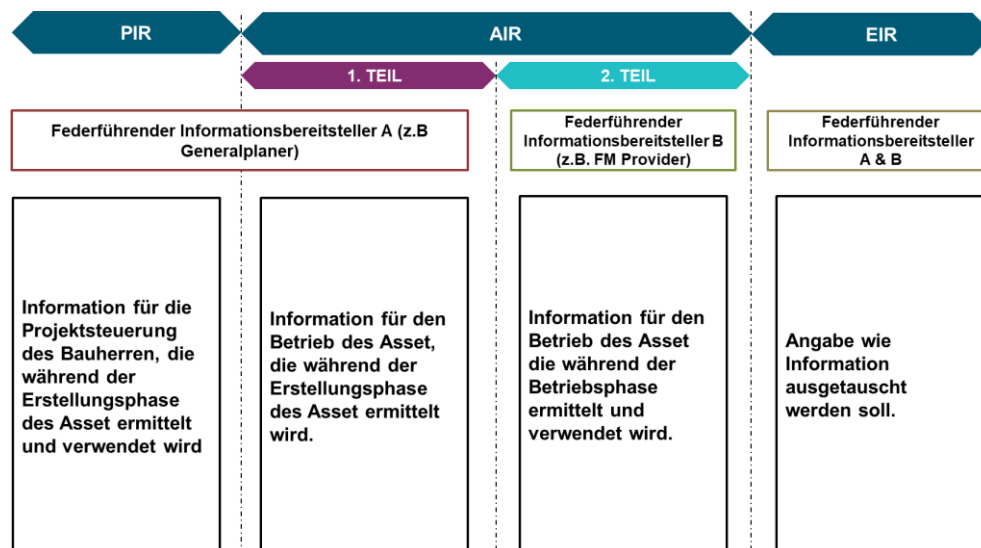 PIR
AIR
EIR
1. TEIL
2. TEIL
Federführender Informationsbereitsteller A (z.B
Generalplaner)
Federführender
Informationsbereitsteller B
(z.B. FM Provider)
Federführender
Informationsbereitsteller
A & B
Information für die
Projektsteuerung
des Bauherren, die
während der
Erstellungsphase
des Asset ermittelt
und verwendet wird
Information für den
Betrieb des Asset,
die während der
Erstellungsphase
des Asset ermittelt
wird.
Information für den
Betrieb des Asset
die während der
Betriebsphase
ermittelt und
verwendet wird.
Angabe wie
Information
ausgetauscht
werden soll.